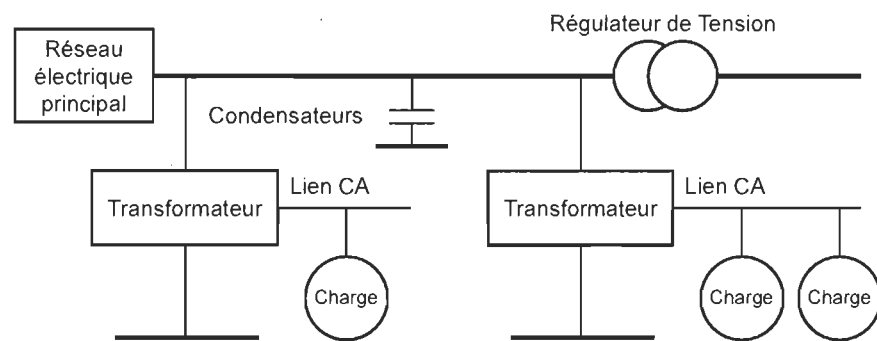 Régulateur de Tension
Réseau
électrique
principal
Condensateurs
Lien CA
Transformateur
Charge
Lien CA
Transformateur
Charge
Charge